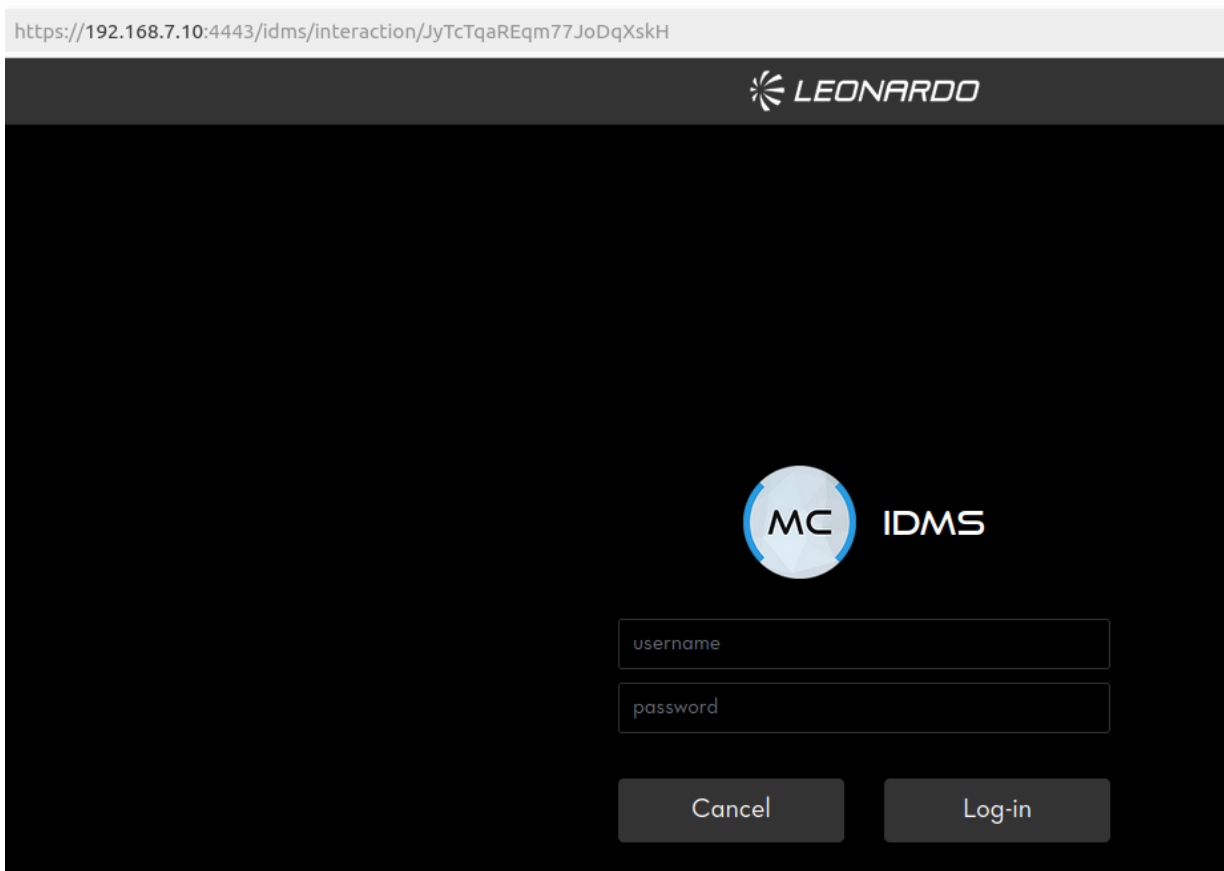 https://192.168.7.10:4443/idms/interaction/JyTcTqaREqm77JoDqXskH
LEONARDO
MC IDMS
username
password
Cancel Log-in